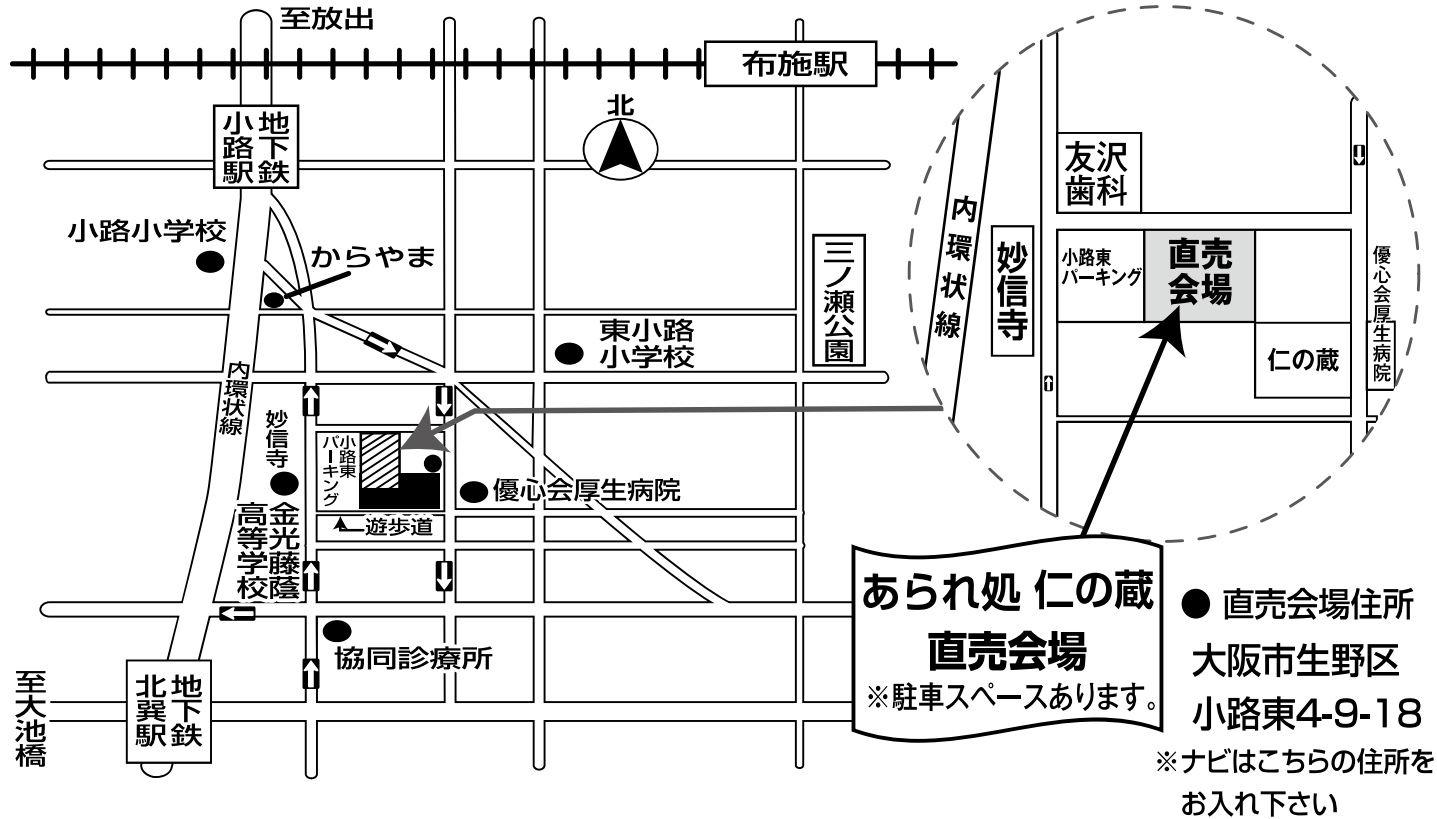 至放出
布施駅
北
地下鉄
小路駅
小路小学校
からやま
三ノ瀬公園
東小路
小学校
内環状線
妙信寺
小路東
パーキング
優心会厚生病院
遊歩道
金光藤蔭
高等学校
協同診療所
至大池橋
地下鉄
北巽駅
友沢
歯科
内環状線
妙信寺
小路東
パーキング
直売
会場
優心会厚生病院
仁の蔵
あられ処 仁の蔵
直売会場
※駐車スペースあります。
● 直売会場住所
大阪市生野区
小路東4-9-18
※ナビはこちらの住所を
お入れ下さい